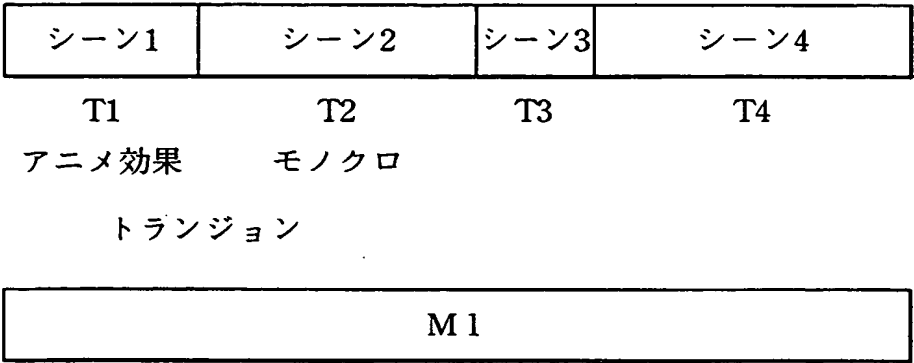 シーン1 シーン2 シーン3 シーン4
T1 T2 T3 T4
アニメ効果 モノクロ
トランジョン
M 1